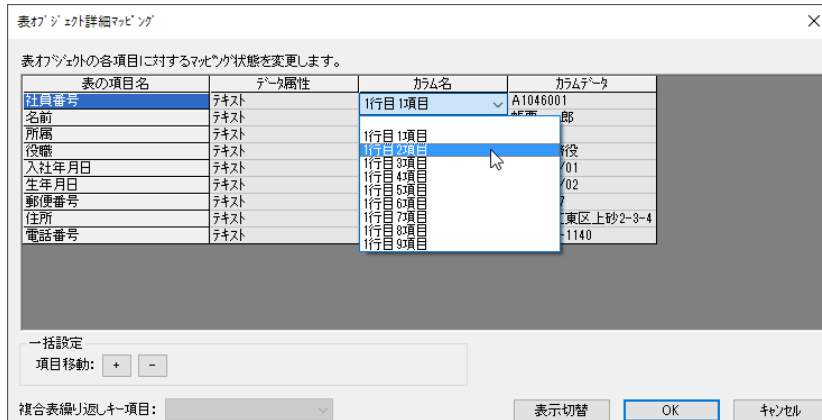 表ｵﾌﾞｼﾞｪｸﾄ詳細ﾏｯﾋﾟﾝｸﾞ
表ｵﾌﾞｼﾞｪｸﾄの各項目に対するﾏｯﾋﾟﾝｸﾞ状態を変更します。
表の項目名 ﾃﾞｰﾀ属性 ｶﾗﾑ名 ｶﾗﾑﾃﾞｰﾀ
社員番号 ﾃｷｽﾄ 1行目 1項目 A1046001
名前 ﾃｷｽﾄ 郎
所属 ﾃｷｽﾄ 1行目 1項目
役職 ﾃｷｽﾄ 1行目 2項目 役
入社年月日 ﾃｷｽﾄ 1行目 3項目 /01
生年月日 ﾃｷｽﾄ 1行目 4項目 /02
郵便番号 ﾃｷｽﾄ 1行目 5項目
1行目 6項目
住所 ﾃｷｽﾄ 1行目 7項目 東区上砂2-3-4
電話番号 ﾃｷｽﾄ 1行目 8項目 -1140
1行目 9項目
一括設定
項目移動: + -
複合表繰り返しｷｰ項目:
表示切替 OK ｷｬﾝｾﾙ